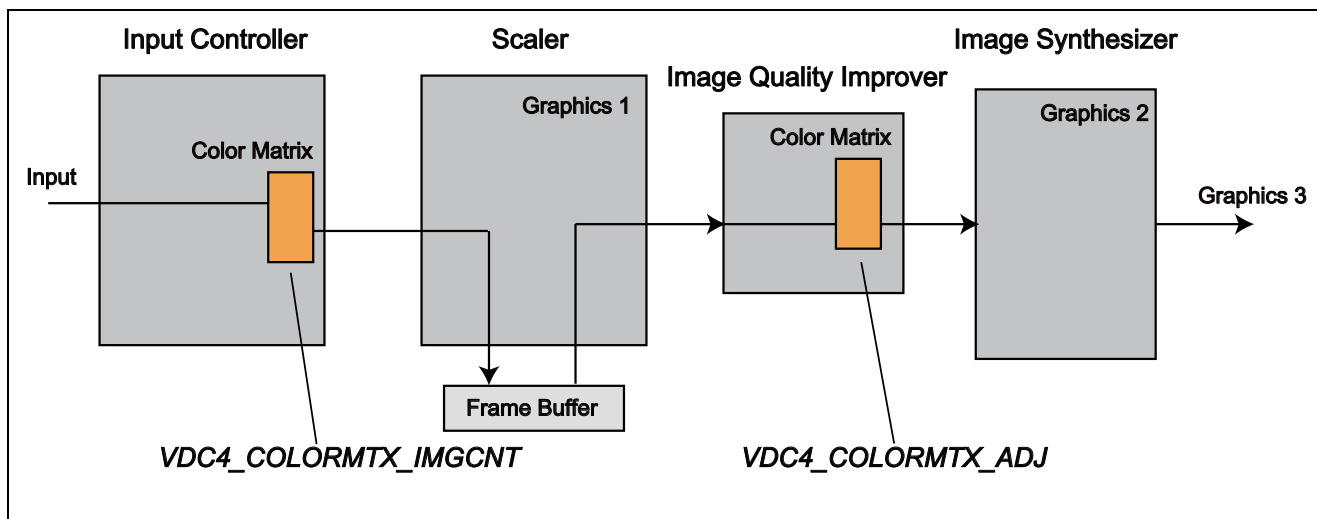 Input Controller
Scaler
Image Synthesizer
Image Quality Improver
Graphics 1
Graphics 2
Color Matrix
Color Matrix
Input
Graphics 3
Frame Buffer
VDC4_COLORMTX_IMGCNT
VDC4_COLORMTX_ADJ